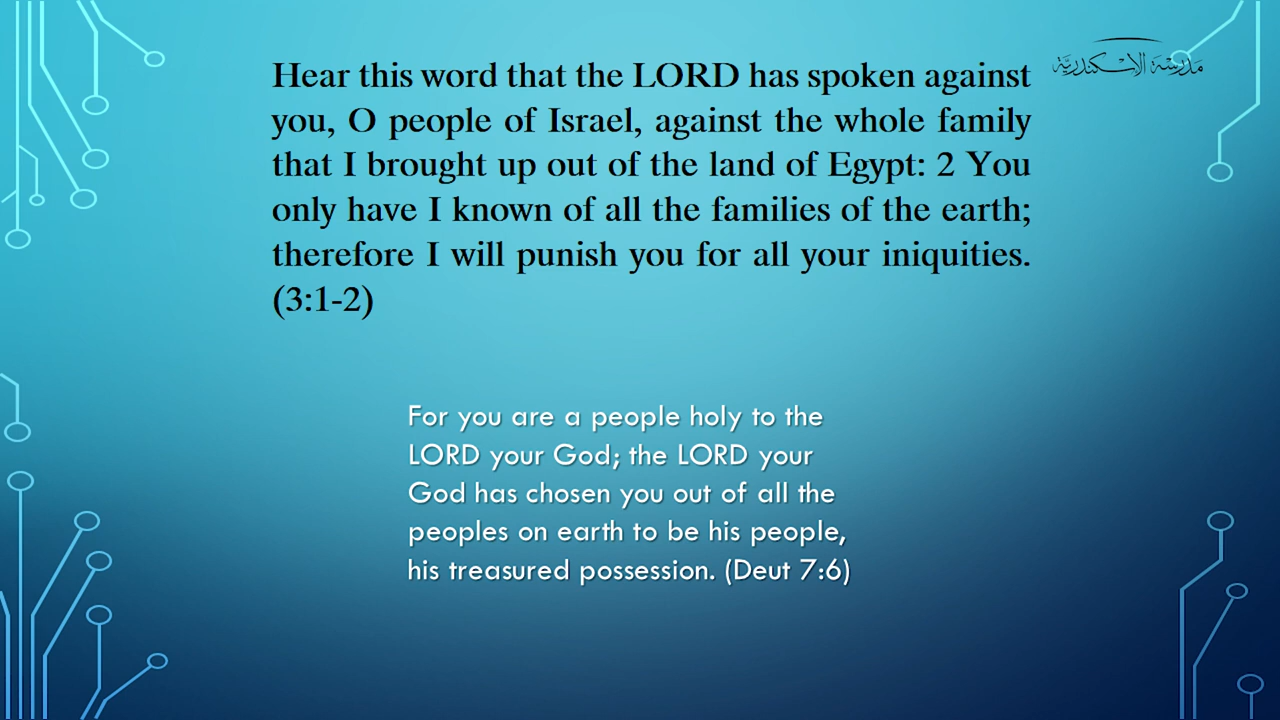 Hear this word that the LORD has spoken against
you, O people of Israel, against the whole family
that I brought up out of the land of Egypt: 2 You
only have I known of all the families of the earth;
therefore I will punish you for all your iniquities.
(3:1-2)
مدرسة الإسكندرية
For you are a people holy to the
LORD your God; the LORD your
God has chosen you out of all the
peoples on earth to be his people,
his treasured possession. (Deut 7:6)